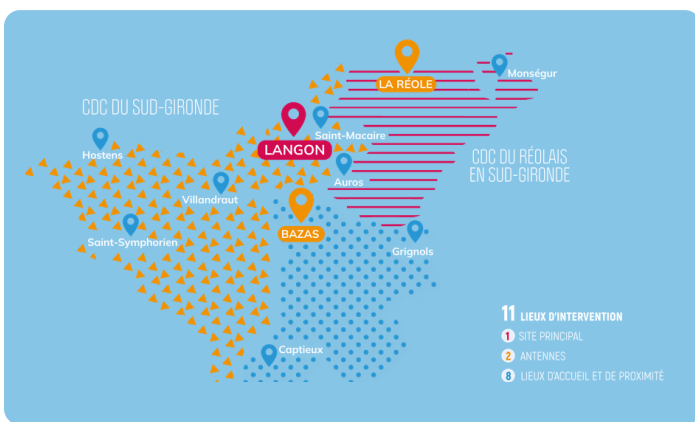 LA RÉOLE
Monségur
CDC DU SUD-GIRONDE
Saint-Macaire
LANGON
Hostens
CDC DU RÉOLAIS
EN SUD-GIRONDE
Auros
Villandraut
BAZAS
Saint-Symphorien
Grignols
Captieux
11 LIEUX D'INTERVENTION
1 SITE PRINCIPAL
2 ANTENNES
8 LIEUX D'ACCUEIL ET DE PROXIMITÉ